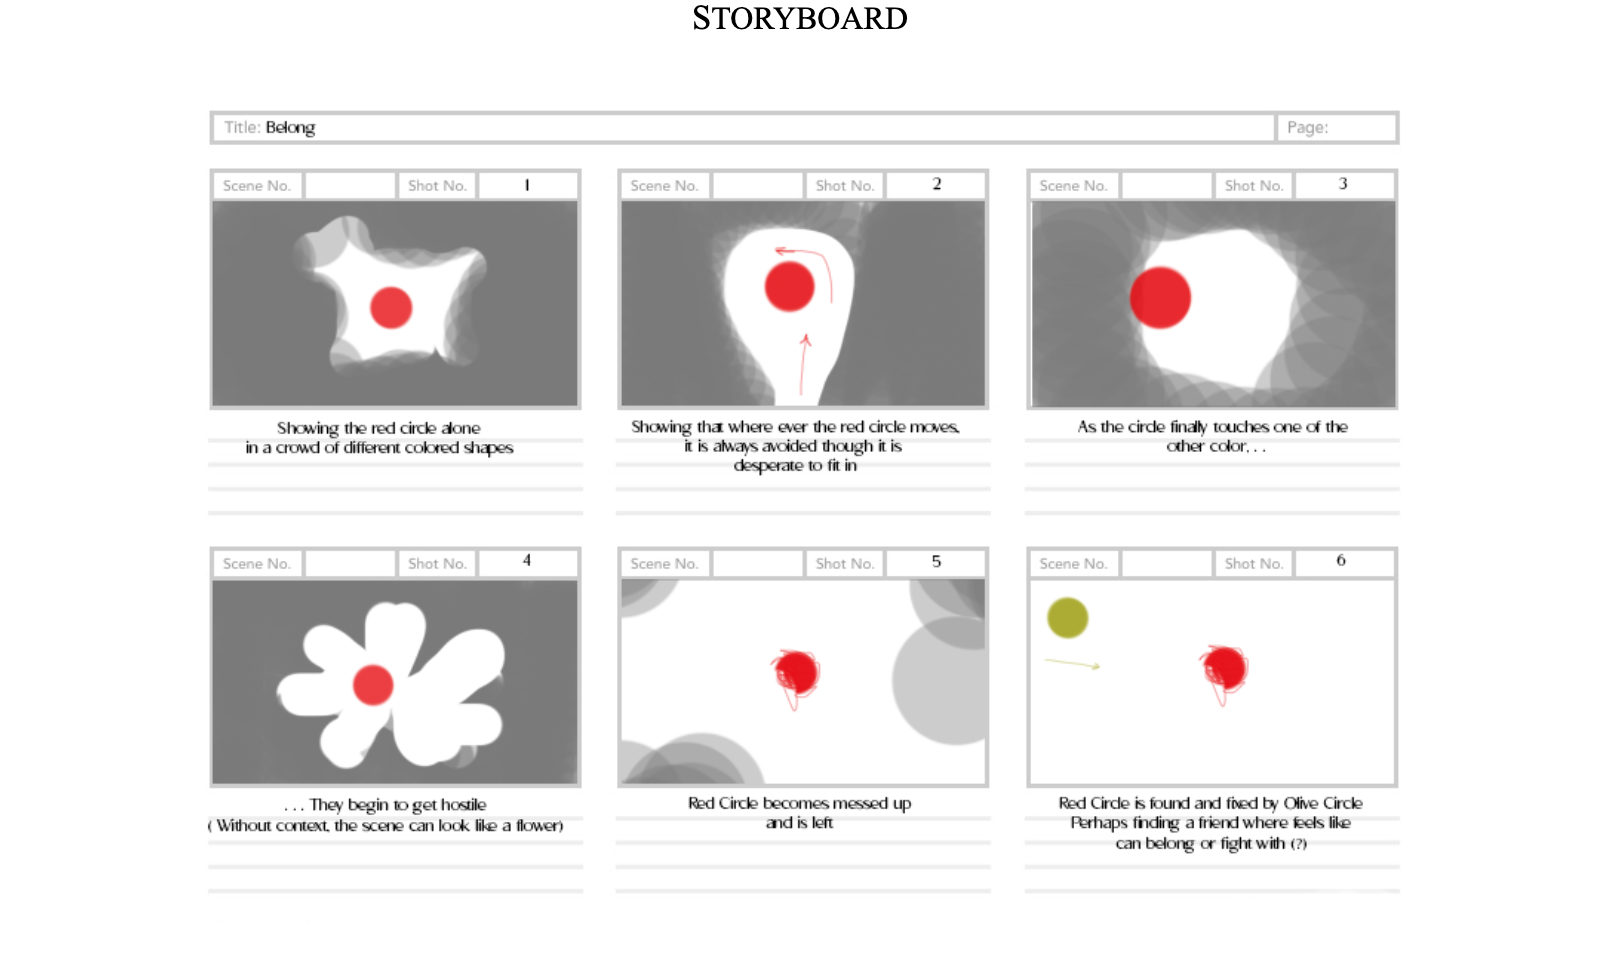 STORYBOARD
Title: Belong
Page:
Scene No.
Shot No.
1
Scene No.
Shot No.
2
Scene No.
Shot No.
3
Showing the red circle alone
in a crowd of different colored shapes
Showing that where ever the red circle moves,
it is always avoided though it is
desperate to fit in
As the circle finally touches one of the
other color. . .
Scene No.
Shot No.
4
Scene No.
Shot No.
5
Scene No.
Shot No.
6
. . . They begin to get hostile
( Without context, the scene can look like a flower)
Red Circle becomes messed up
and is left
Red Circle is found and fixed by Olive Circle
Perhaps finding a friend where feels like
can belong or fight with (?)